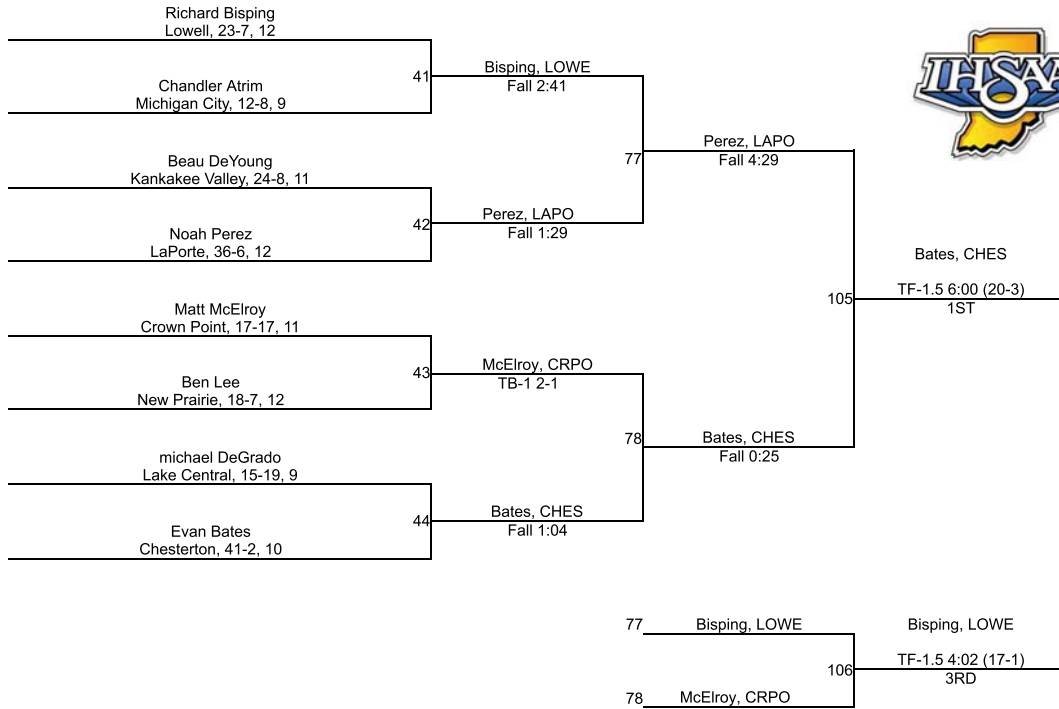 Richard Bisping
Lowell, 23-7, 12
41
Chandler Atrim
Michigan City, 12-8, 9
Bisping, LOWE
Fall 2:41
Beau DeYoung
Kankakee Valley, 24-8, 11
42
Noah Perez
LaPorte, 36-6, 12
Perez, LAPO
Fall 1:29
77
Perez, LAPO
Fall 4:29
Matt McElroy
Crown Point, 17-17, 11
43
Ben Lee
New Prairie, 18-7, 12
McElroy, CRPO
TB-1 2-1
michael DeGrado
Lake Central, 15-19, 9
44
Evan Bates
Chesterton, 41-2, 10
Bates, CHES
Fall 1:04
78
Bates, CHES
Fall 0:25
IHSAA
105
Bates, CHES
TF-1.5 6:00 (20-3)
1ST
77
Bisping, LOWE
78
McElroy, CRPO
106
Bisping, LOWE
TF-1.5 4:02 (17-1)
3RD